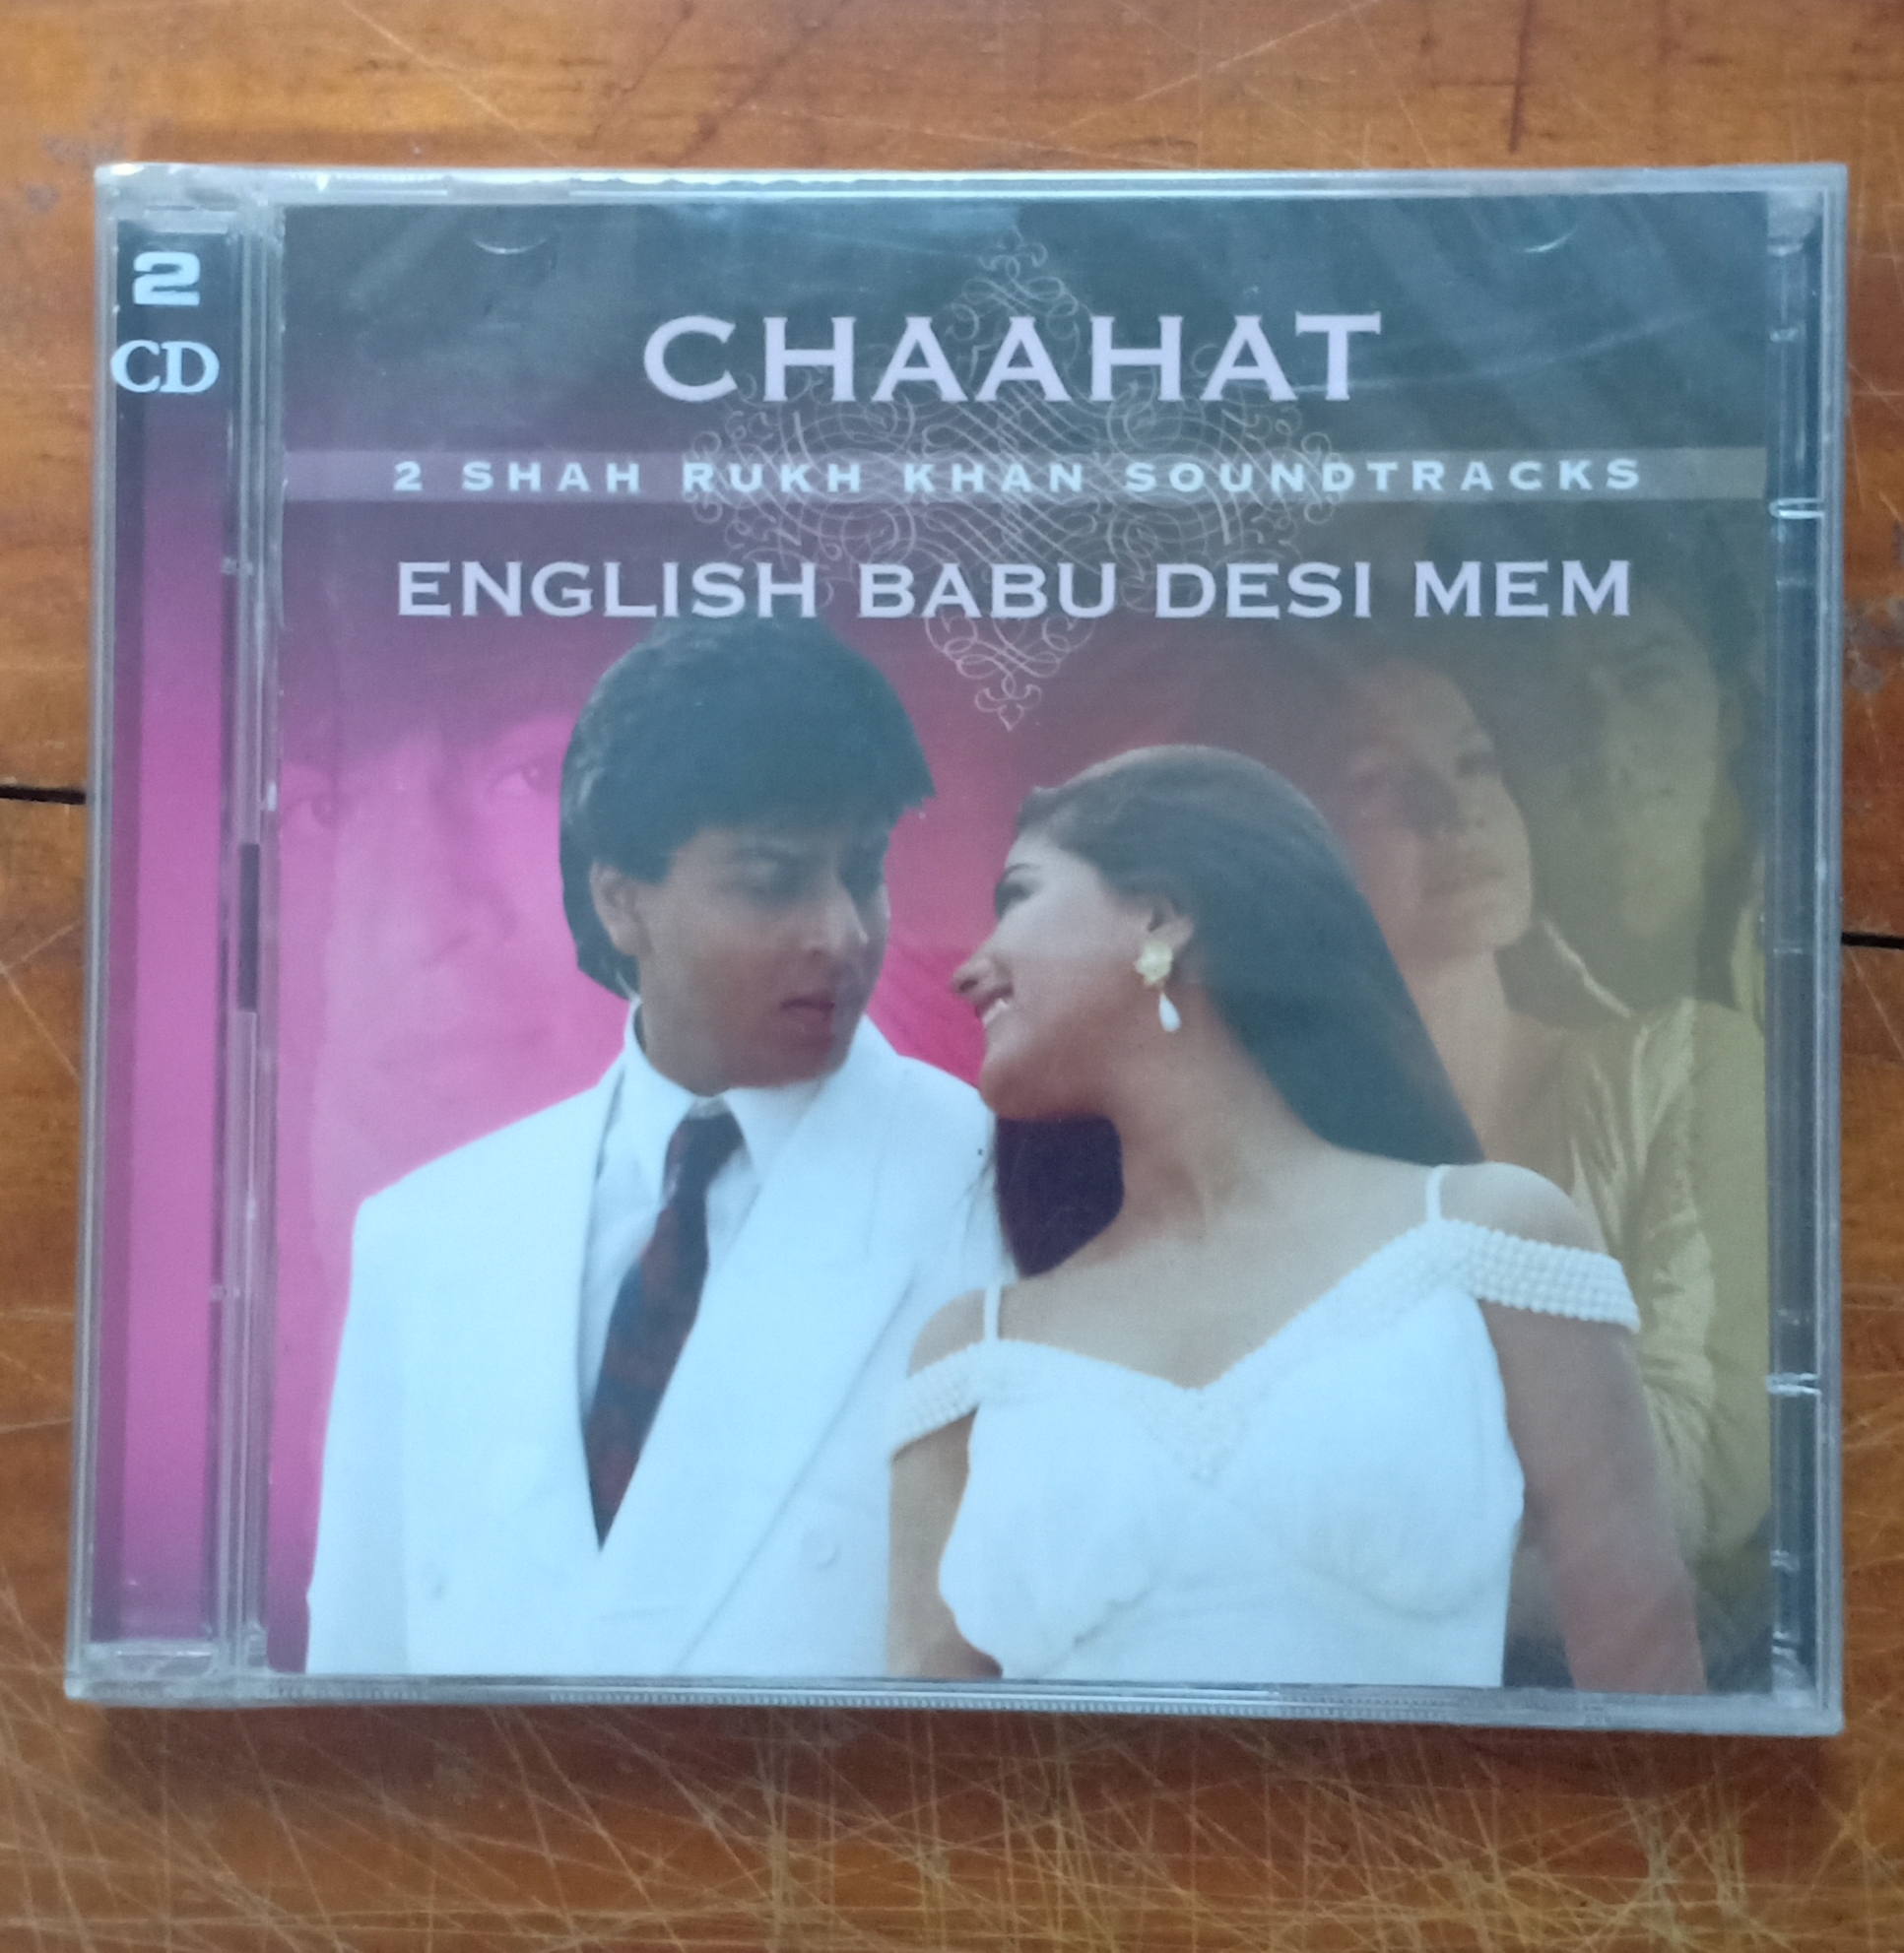 2
CD
CHAAHAT
2 SHAH RUKH KHAN SOUNDTRACKS
ENGLISH BABU DESI MEM